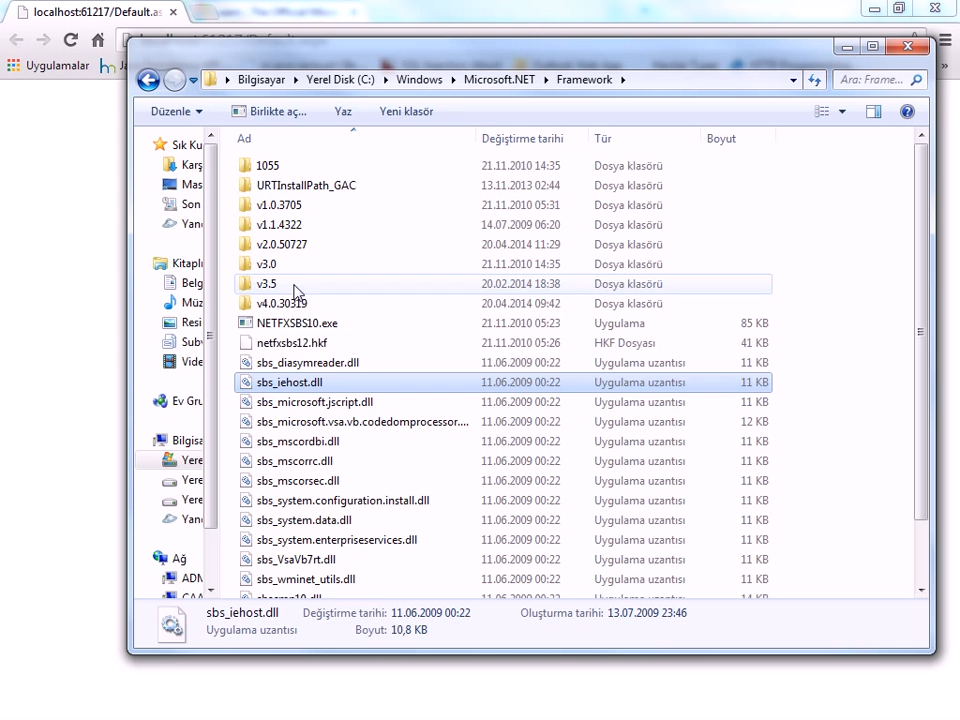 localhost:61217/Default.as
Uygulamalar
Bilgisayar Yerel Disk (C:) Windows Microsoft.NET Framework
Ara: Frame...
Düzenle Birlikte aç... Yaz Yeni klasör
Ad Değiştirme tarihi Tür Boyut
Sık Ku
Karş
Mas
Son
Yan
Kitaplı
Belg
Müz
Resi
Sub
Vide
Ev Gru
Bilgisa
Yere
Yere
Yere
Yan
Ağ
ADN
1055 21.11.2010 14:35 Dosya klasörü
URTInstallPath_GAC 13.11.2013 02:44 Dosya klasörü
v1.0.3705 21.11.2010 05:31 Dosya klasörü
v1.1.4322 14.07.2009 06:20 Dosya klasörü
v2.0.50727 20.04.2014 11:29 Dosya klasörü
v3.0 21.11.2010 14:35 Dosya klasörü
v3.5 20.02.2014 18:38 Dosya klasörü
v4.0.30319 20.04.2014 09:42 Dosya klasörü
NETFXSBS10.exe 21.11.2010 05:23 Uygulama 85 KB
netfxsbs12.hkf 21.11.2010 05:26 HKF Dosyası 41 KB
sbs_diasymreader.dll 11.06.2009 00:22 Uygulama uzantısı 11 KB
sbs_iehost.dll 11.06.2009 00:22 Uygulama uzantısı 11 KB
sbs_microsoft.jscript.dll 11.06.2009 00:22 Uygulama uzantısı 11 KB
sbs_microsoft.vsa.vb.codedomprocessor.... 11.06.2009 00:22 Uygulama uzantısı 12 KB
sbs_mscordbi.dll 11.06.2009 00:22 Uygulama uzantısı 11 KB
sbs_mscorrc.dll 11.06.2009 00:22 Uygulama uzantısı 11 KB
sbs_mscorsec.dll 11.06.2009 00:22 Uygulama uzantısı 11 KB
sbs_system.configuration.install.dll 11.06.2009 00:22 Uygulama uzantısı 11 KB
sbs_system.data.dll 11.06.2009 00:22 Uygulama uzantısı 11 KB
sbs_system.enterpriseservices.dll 11.06.2009 00:22 Uygulama uzantısı 11 KB
sbs_VsaVb7rt.dll 11.06.2009 00:22 Uygulama uzantısı 11 KB
sbs_wminet_utils.dll 11.06.2009 00:22 Uygulama uzantısı 11 KB
sbs_iehost.dll Değiştirme tarihi: 11.06.2009 00:22 Oluşturma tarihi: 13.07.2009 23:46
Uygulama uzantısı Boyut: 10,8 KB